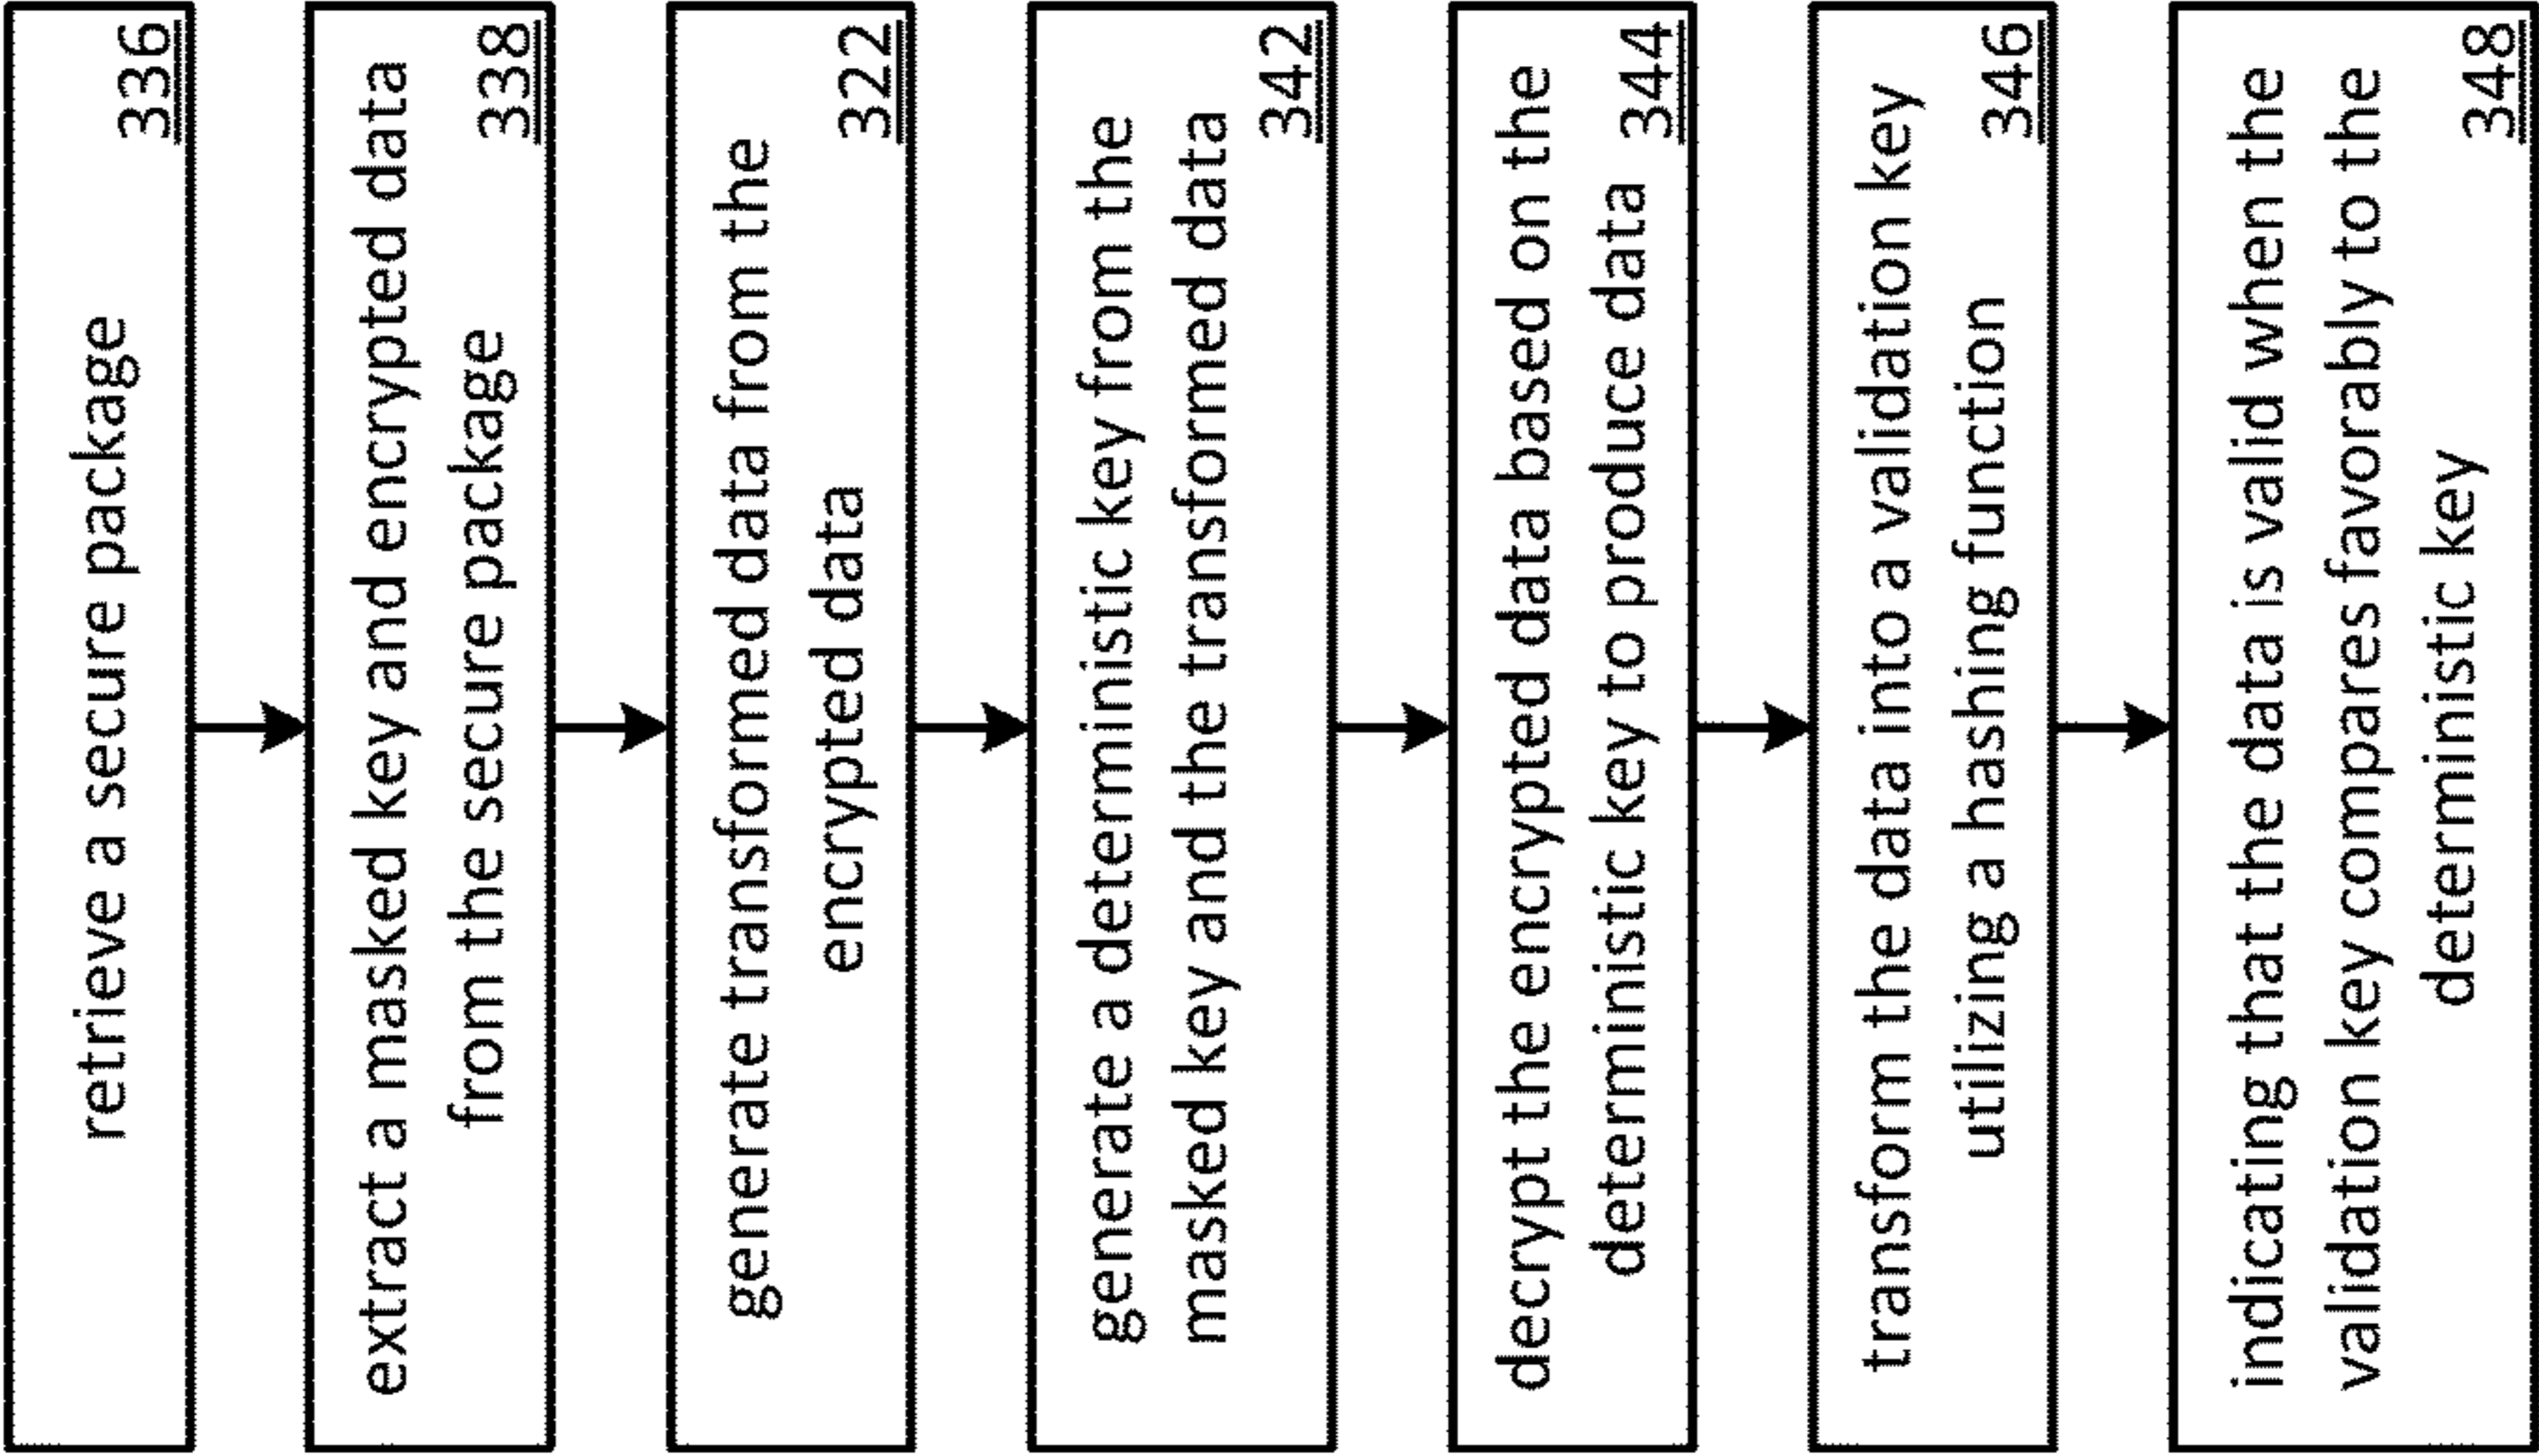 retrieve a secure package
336
extract a masked key and encrypted data
from the secure package
338
generate transformed data from the
encrypted data
322
generate a deterministic key from the
masked key and the transformed data
342
decrypt the encrypted data based on the
deterministic key to produce data
344
transform the data into a validation key
utilizing a hashing function
346
indicating that the data is valid when the
validation key compares favorably to the
deterministic key
348